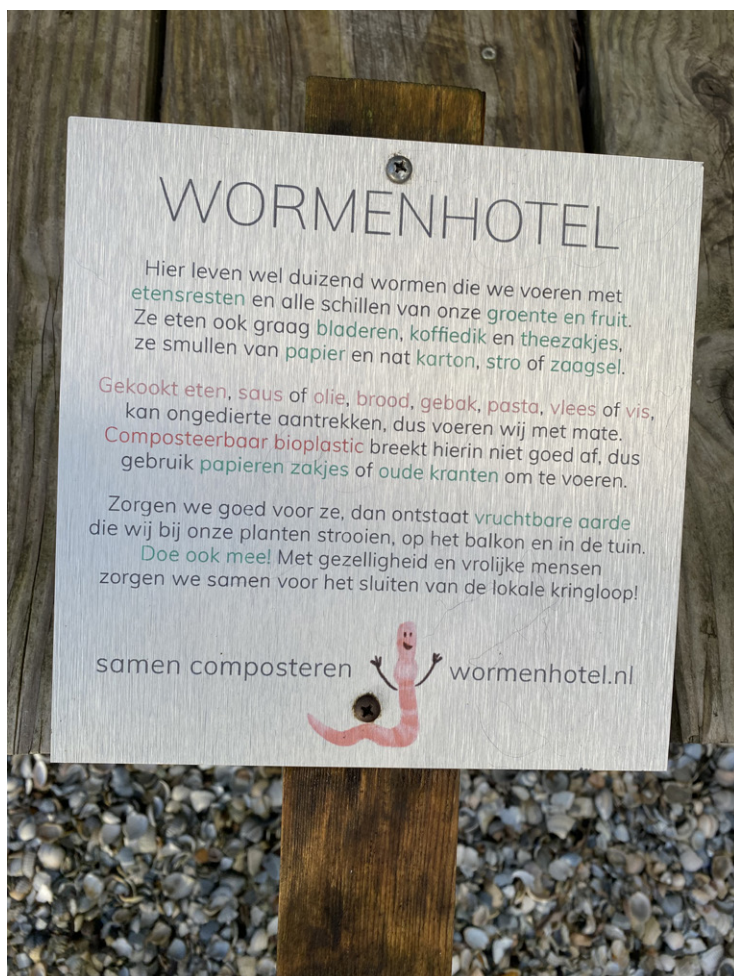 WORMENHOTEL
Hier leven wel duizend wormen die we voeren met
etensresten en alle schillen van onze groente en fruit.
Ze eten ook graag bladeren, koffiedik en theezakjes,
ze smullen van papier en nat karton, stro of zaagsel.
Gekookt eten, saus of olie, brood, gebak, pasta, vlees of vis,
kan ongedierte aantrekken, dus voeren wij met mate.
Composteerbaar bioplastic breekt hierin niet goed af, dus
gebruik papieren zakjes of oude kranten om te voeren.
Zorgen we goed voor ze, dan ontstaat vruchtbare aarde
die wij bij onze planten strooien, op het balkon en in de tuin.
Doe ook mee! Met gezelligheid en vrolijke mensen
zorgen we samen voor het sluiten van de lokale kringloop!
samen composteren wormenhotel.nl